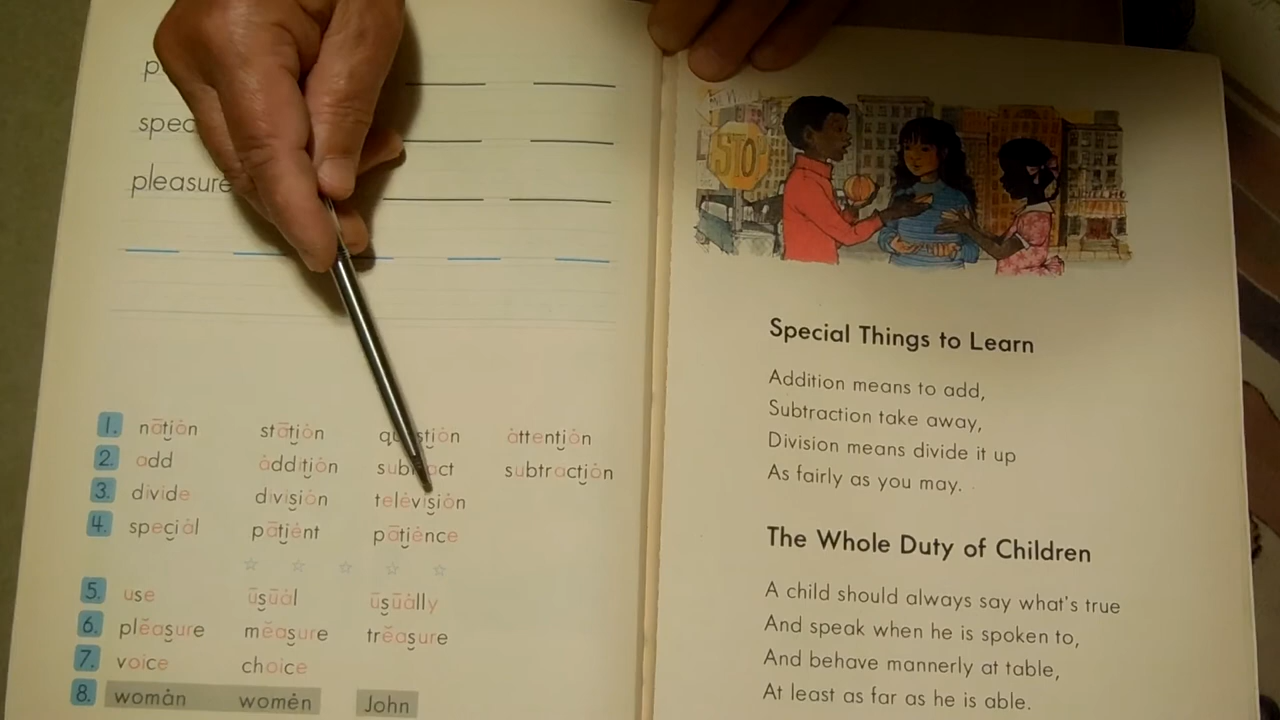 pleasure
1. nation station question attention
2. add addition subtract subtraction
3. divide division television
4. special patient patience
5. use usual usually
6. pleasure measure treasure
7. voice choice
8. woman women John
STOP
Special Things to Learn
Addition means to add,
Subtraction take away,
Division means divide it up
As fairly as you may.
The Whole Duty of Children
A child should always say what's true
And speak when he is spoken to,
And behave mannerly at table,
At least as far as he is able.